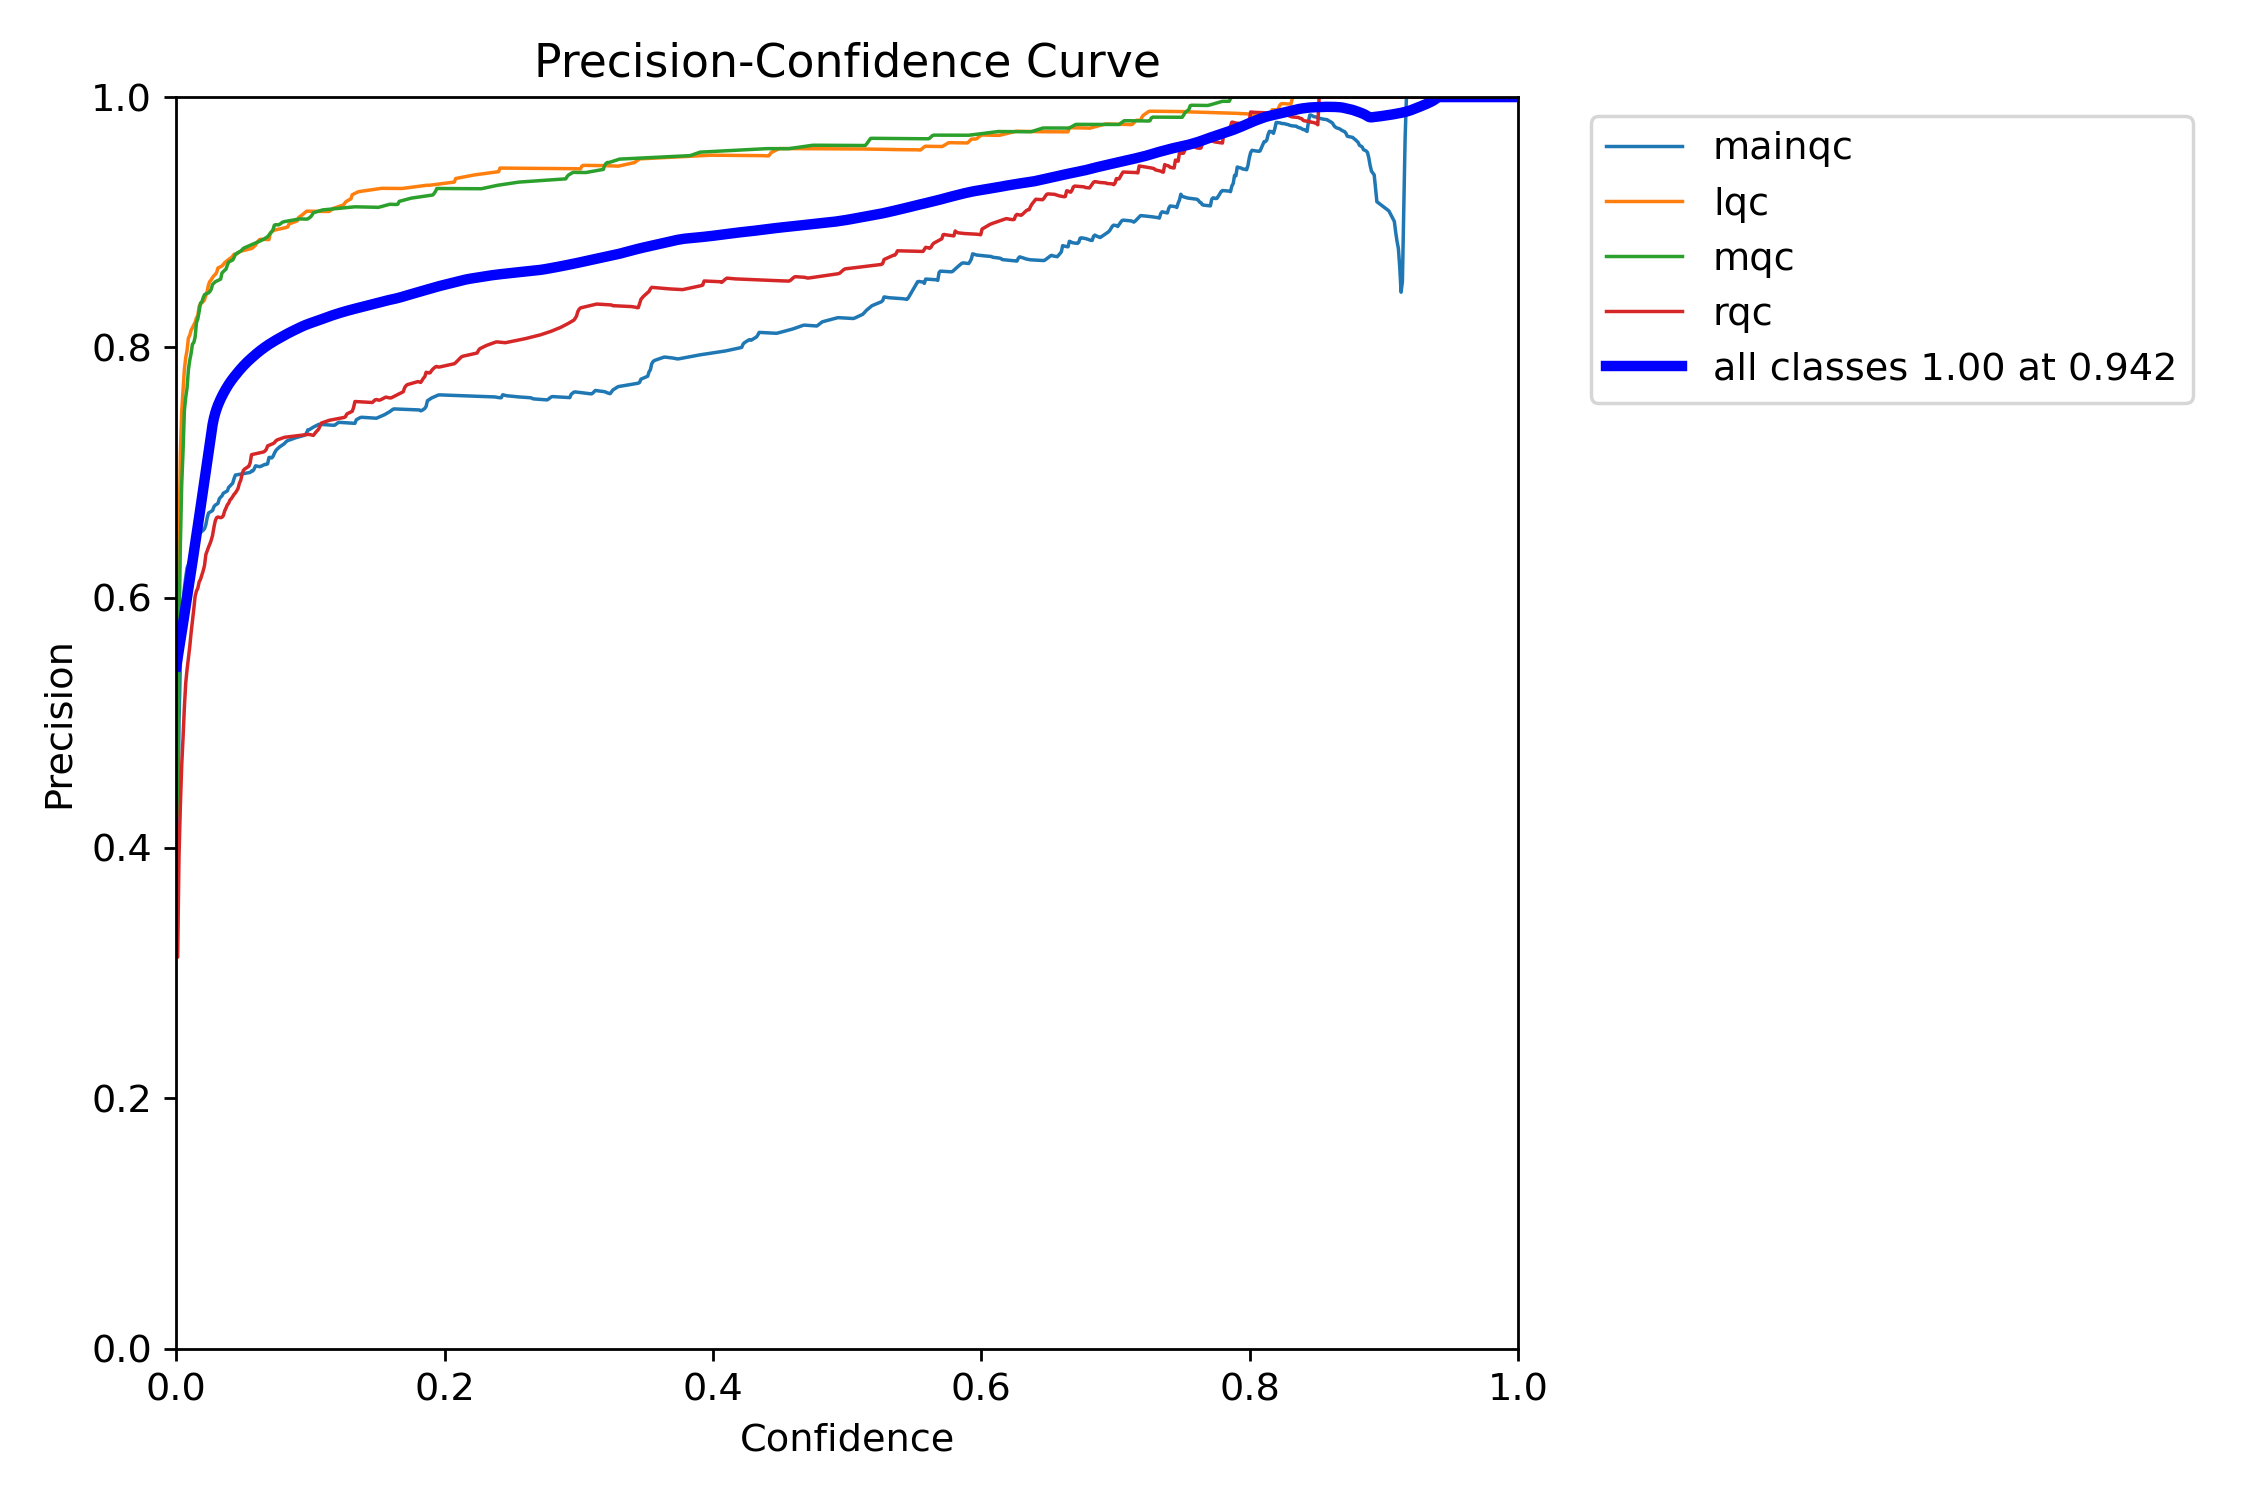 Precision-Confidence Curve
1.0
0.8
0.6
0.4
0.2
0.0
Precision
0.0 0.2 0.4 0.6 0.8 1.0
Confidence
mainqc
lqc
mqc
rqc
all classes 1.00 at 0.942